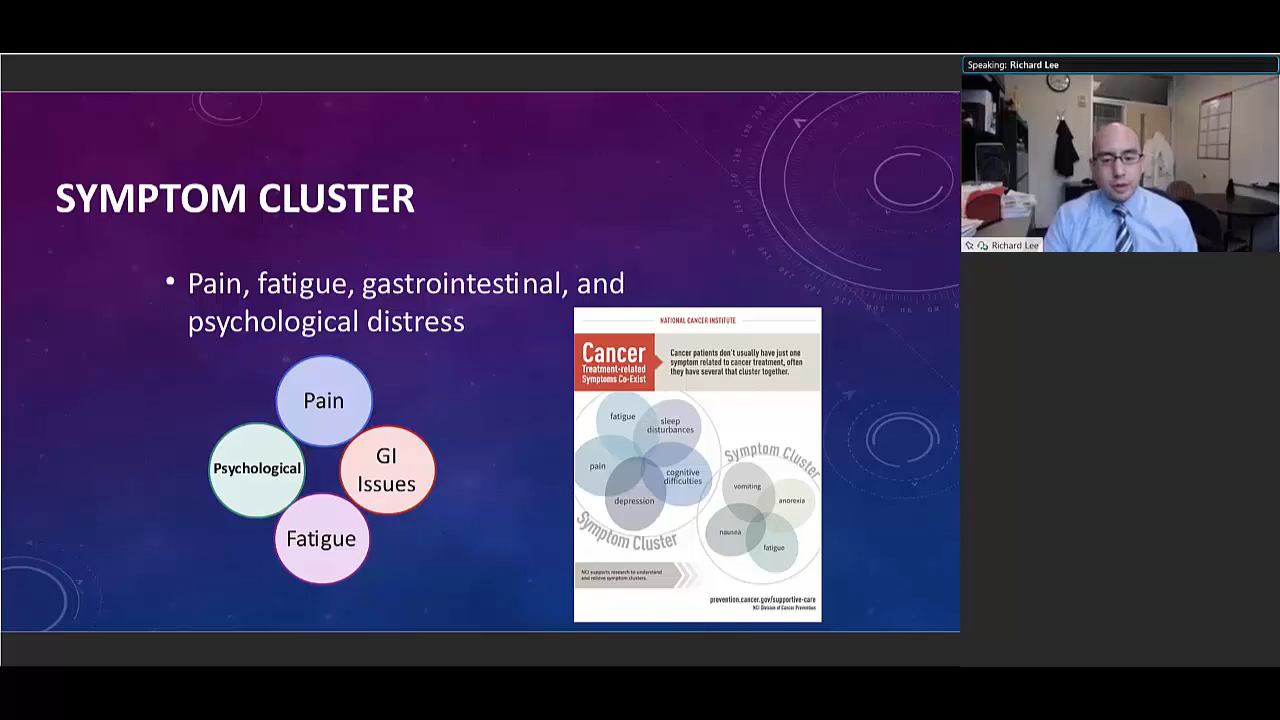 Speaking: Richard Lee
Richard Lee
SYMPTOM CLUSTER
• Pain, fatigue, gastrointestinal, and
psychological distress
Pain
Psychological
GI
Issues
Fatigue
NATIONAL CANCER INSTITUTE
Cancer
Treatment-related
Symptoms Co-Exist
Cancer patients don't usually have just one
symptom related to cancer treatment, often
they have several that cluster together.
fatigue
sleep
disturbances
pain
cognitive
difficulties
depression
Symptom Cluster
Symptom Cluster
vomiting
anorexia
nausea
fatigue
NCI supports research to understand
and relieve symptom clusters.
prevention.cancer.gov/supportive-care
NCI Division of Cancer Prevention